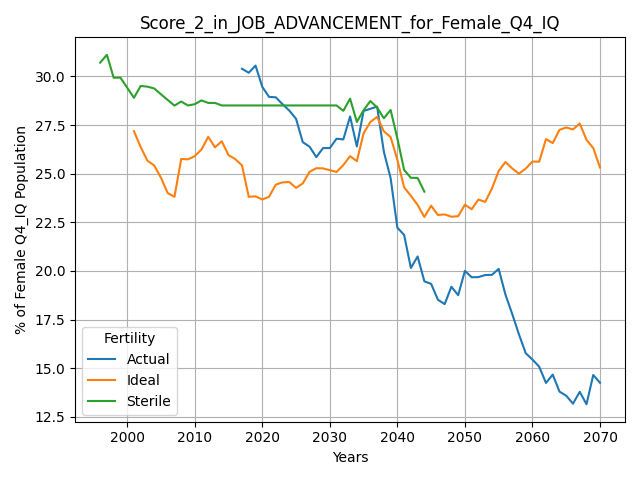 Score_2_in_JOB_ADVANCEMENT_for_Female_Q4_IQ
% of Female Q4_IQ Population
30.0
27.5
25.0
22.5
20.0
17.5
15.0
12.5
Fertility
Actual
Ideal
Sterile
2000 2010 2020 2030 2040 2050 2060 2070
Years